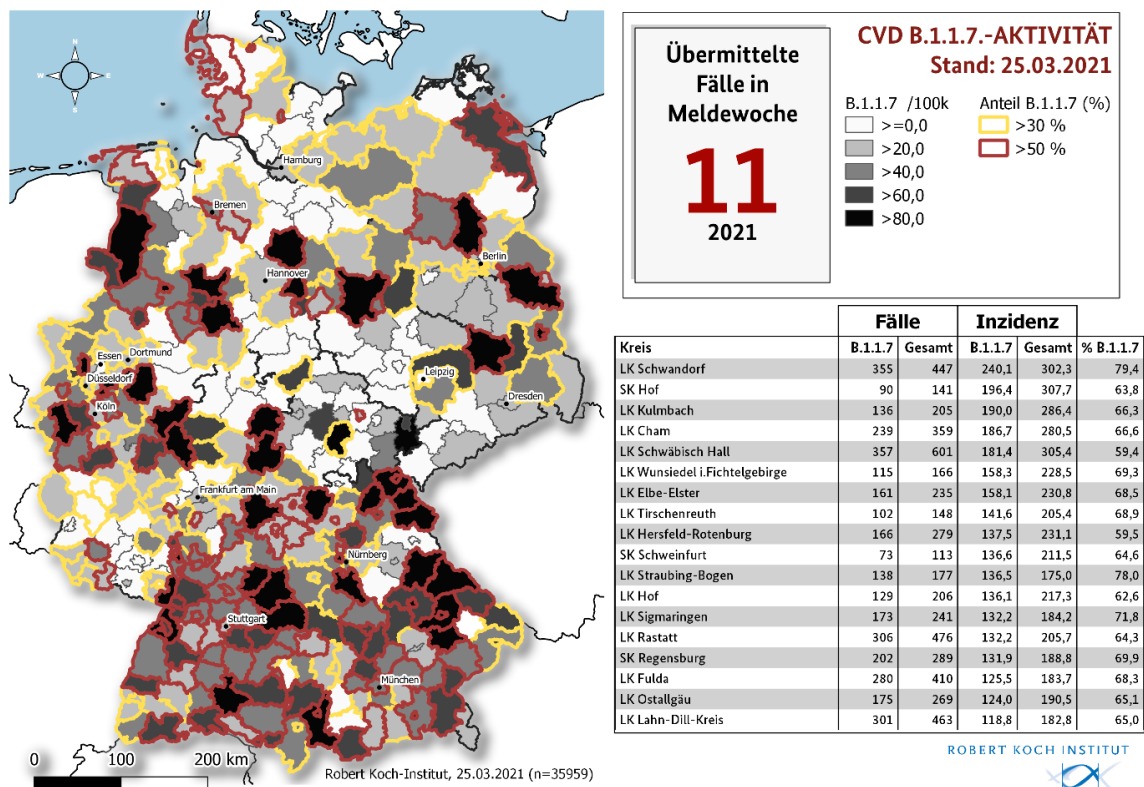 N
W
E
S
Hamburg
Bremen
Berlin
Hannover
Essen
Dortmund
Düsseldorf
Köln
Leipzig
Dresden
Frankfurt am Main
Nürnberg
Stuttgart
München
0 100 200 km
Robert Koch-Institut, 25.03.2021 (n=35959)
Übermittelte
Fälle in
Meldewoche
11
2021
CVD B.1.1.7.-AKTIVITÄT
Stand: 25.03.2021
B.1.1.7 /100k Anteil B.1.1.7 (%)
>=0,0 >30 %
>20,0 >50 %
>40,0
>60,0
>80,0
Fälle Inzidenz
Kreis B.1.1.7 Gesamt B.1.1.7 Gesamt % B.1.1.7
LK Schwandorf 355 447 240,1 302,3 79,4
SK Hof 90 141 196,4 307,7 63,8
LK Kulmbach 136 205 190,0 286,4 66,3
LK Cham 239 359 186,7 280,5 66,6
LK Schwäbisch Hall 357 601 181,4 305,4 59,4
LK Wunsiedel i.Fichtelgebirge 115 166 158,3 228,5 69,3
LK Elbe-Elster 161 235 158,1 230,8 68,5
LK Tirschenreuth 102 148 141,6 205,4 68,9
LK Hersfeld-Rotenburg 166 279 137,5 231,1 59,5
SK Schweinfurt 73 113 136,6 211,5 64,6
LK Straubing-Bogen 138 177 136,5 175,0 78,0
LK Hof 129 206 136,1 217,3 62,6
LK Sigmaringen 173 241 132,2 184,2 71,8
LK Rastatt 306 476 132,2 205,7 64,3
SK Regensburg 202 289 131,9 188,8 69,9
LK Fulda 280 410 125,5 183,7 68,3
LK Ostallgäu 175 269 124,0 190,5 65,1
LK Lahn-Dill-Kreis 301 463 118,8 182,8 65,0
ROBERT KOCH INSTITUT